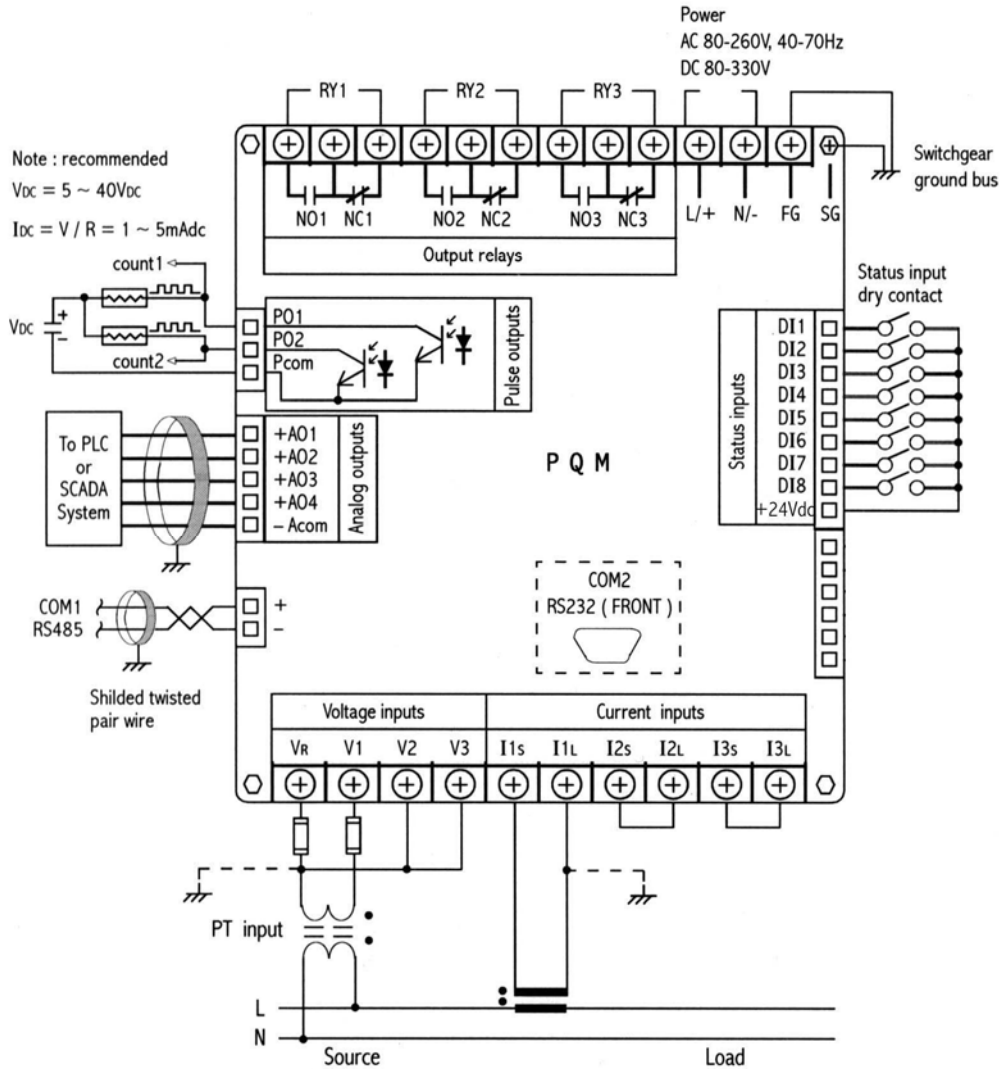 Power
AC 80-260V, 40-70Hz
DC 80-330V
RY1
RY2
RY3
Note : recommended
VDC = 5 ~ 40VDC
IDC = V / R = 1 ~ 5mAdc
Switchgear
ground bus
NO1
NC1
NO2
NC2
NO3
NC3
L/+
N/-
FG
SG
Output relays
count1
VDC
+
–
count2
PO1
PO2
Pcom
Pulse outputs
Status input
dry contact
Status inputs
DI1
DI2
DI3
DI4
DI5
DI6
DI7
DI8
+24Vdc
To PLC
or
SCADA
System
+AO1
+AO2
+AO3
+AO4
– Acom
Analog outputs
PQM
COM2
RS232 ( FRONT )
COM1
RS485
+
–
Shilded twisted
pair wire
Voltage inputs
Current inputs
VR
V1
V2
V3
I1s
I1L
I2s
I2L
I3s
I3L
PT input
L
N
Source
Load